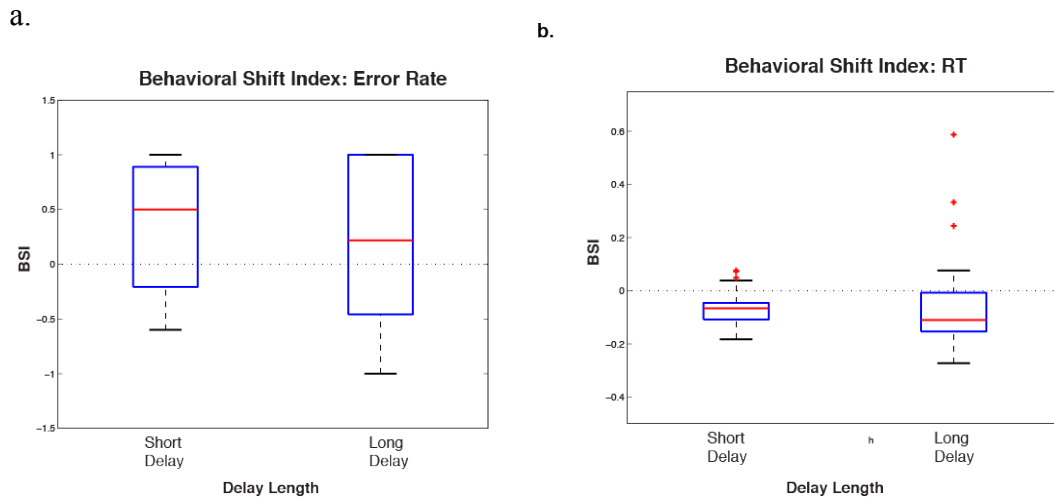 a.
Behavioral Shift Index: Error Rate
1.5
1
0.5
0
−0.5
−1
−1.5
BSI
Short
Delay
Long
Delay
Delay Length
b.
Behavioral Shift Index: RT
0.6
0.4
0.2
0
−0.2
−0.4
BSI
Short
Delay
h
Long
Delay
Delay Length